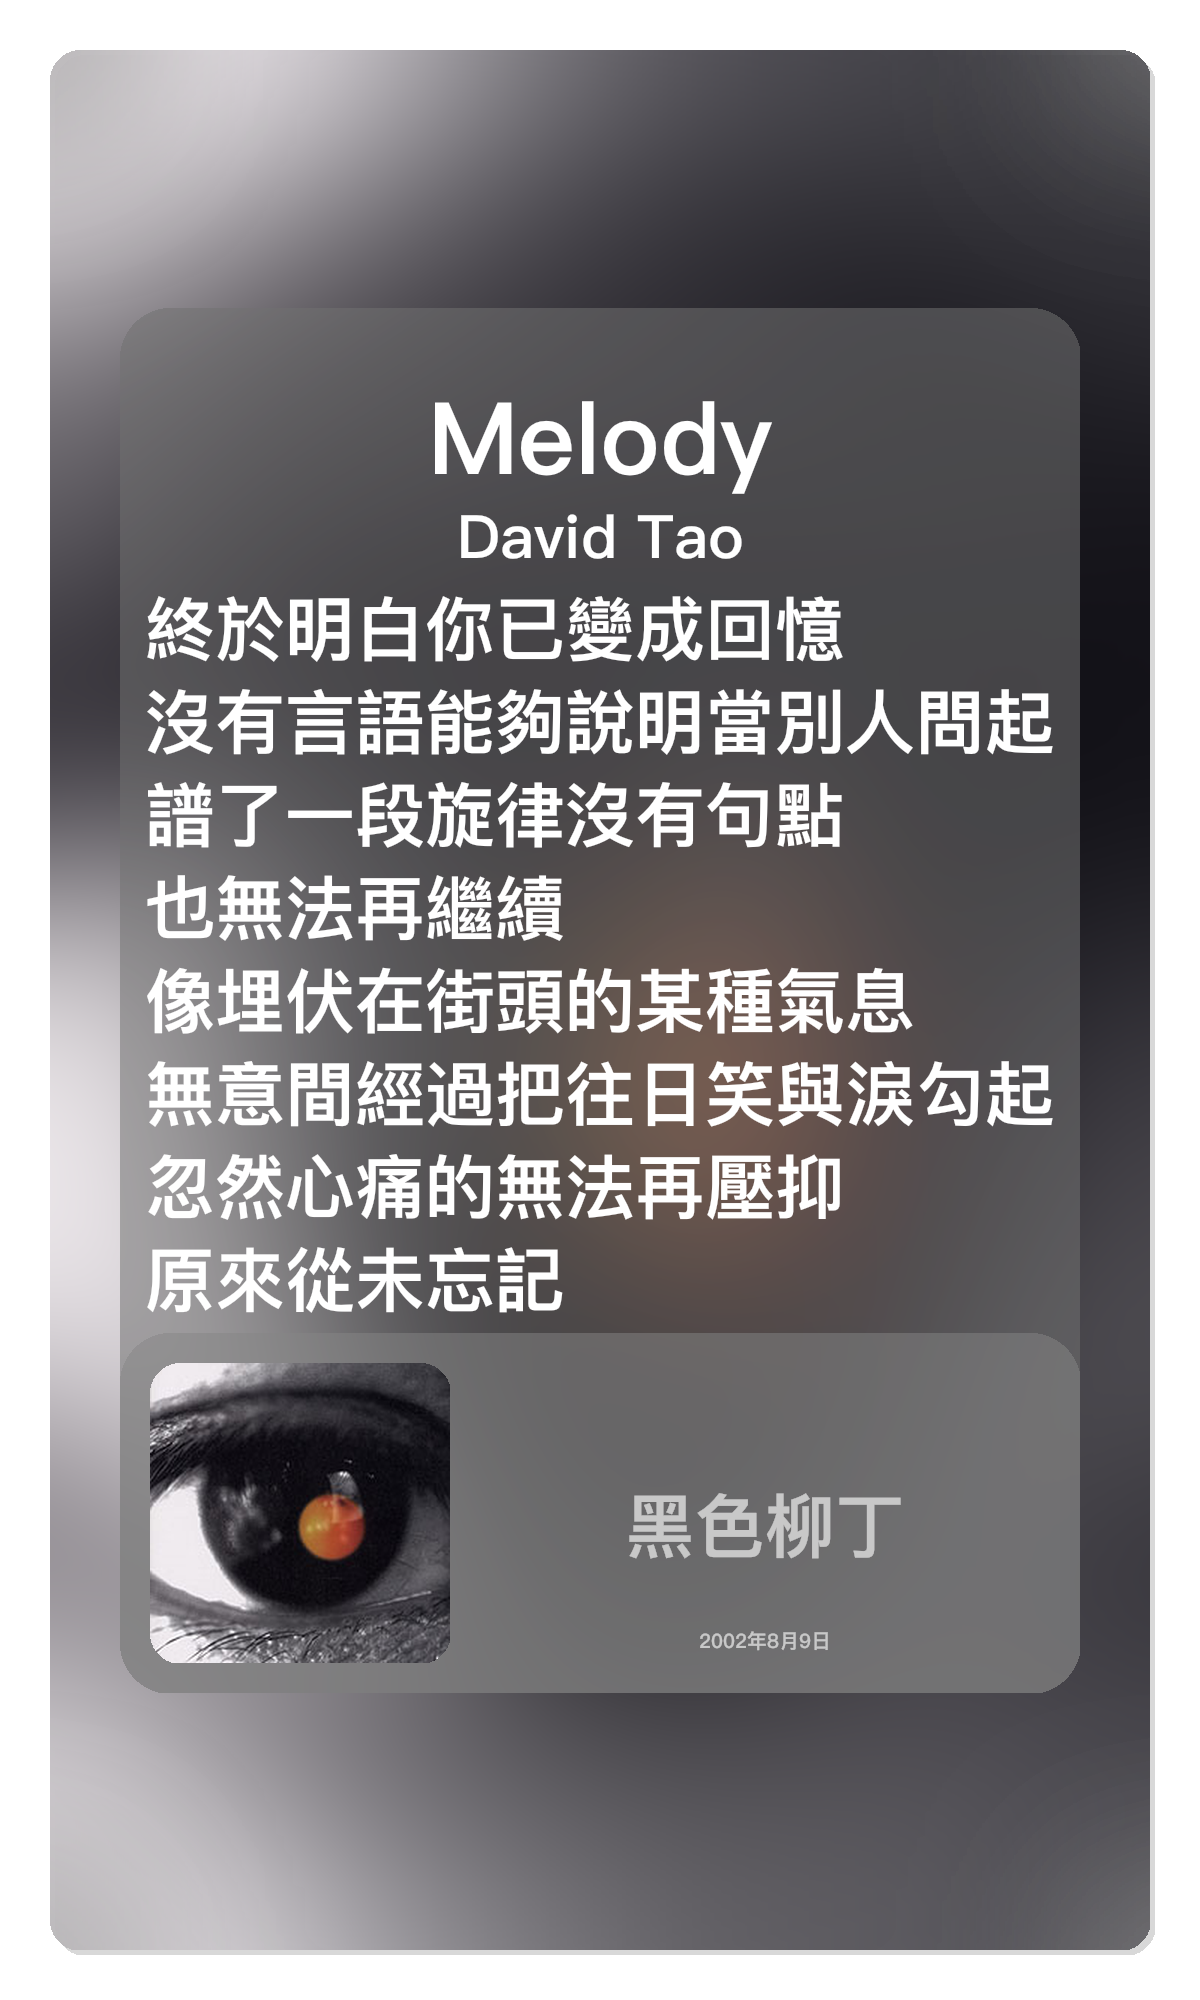 Melody
David Tao
終於明白你已變成回憶
沒有言語能夠說明當別人問起
譜了一段旋律沒有句點
也無法再繼續
像埋伏在街頭的某種氣息
無意間經過把往日笑與淚勾起
忽然心痛的無法再壓抑
原來從未忘記
黑色柳丁
2002年8月9日